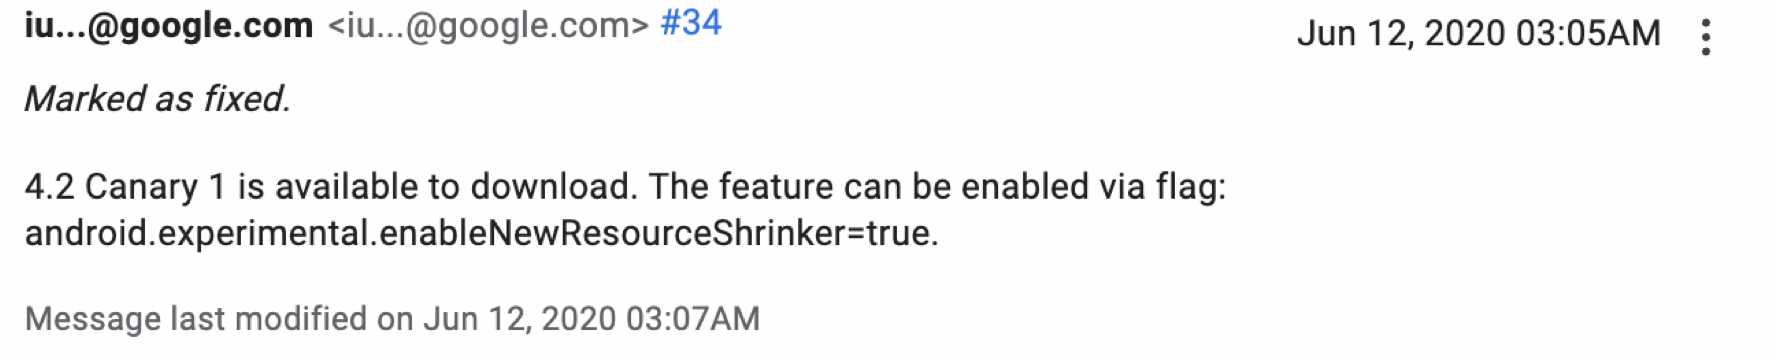 iu...@google.com <iu...@google.com> #34 Jun 12, 2020 03:05AM
Marked as fixed.
4.2 Canary 1 is available to download. The feature can be enabled via flag:
android.experimental.enableNewResourceShrinker=true.
Message last modified on Jun 12, 2020 03:07AM